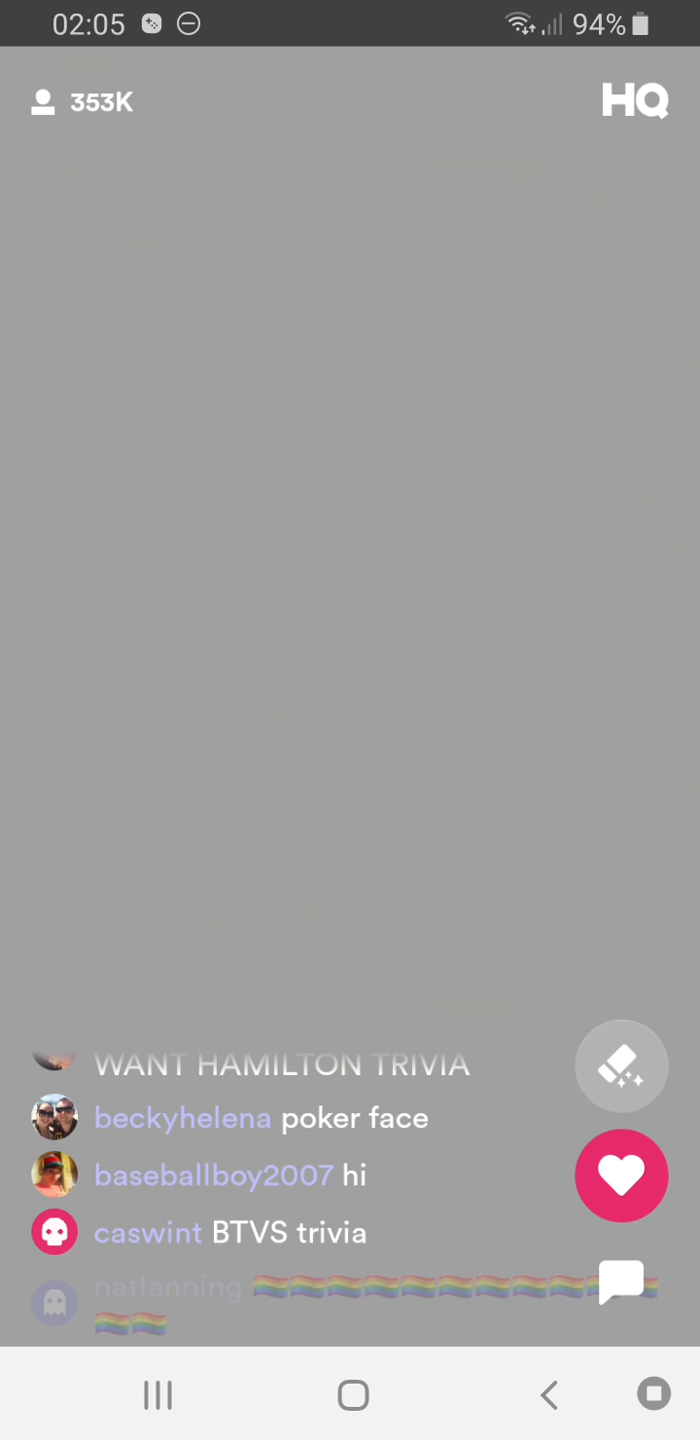 02:05 94%
353K HQ
WANT HAMILTON TRIVIA
beckyhelena poker face
baseballboy2007 hi
caswint BTVS trivia
natlanning 🏳️‍🌈🏳️‍🌈🏳️‍🌈🏳️‍🌈🏳️‍🌈🏳️‍🌈🏳️‍🌈🏳️‍🌈🏳️‍🌈🏳️‍🌈🏳️‍🌈
🏳️‍🌈🏳️‍🌈